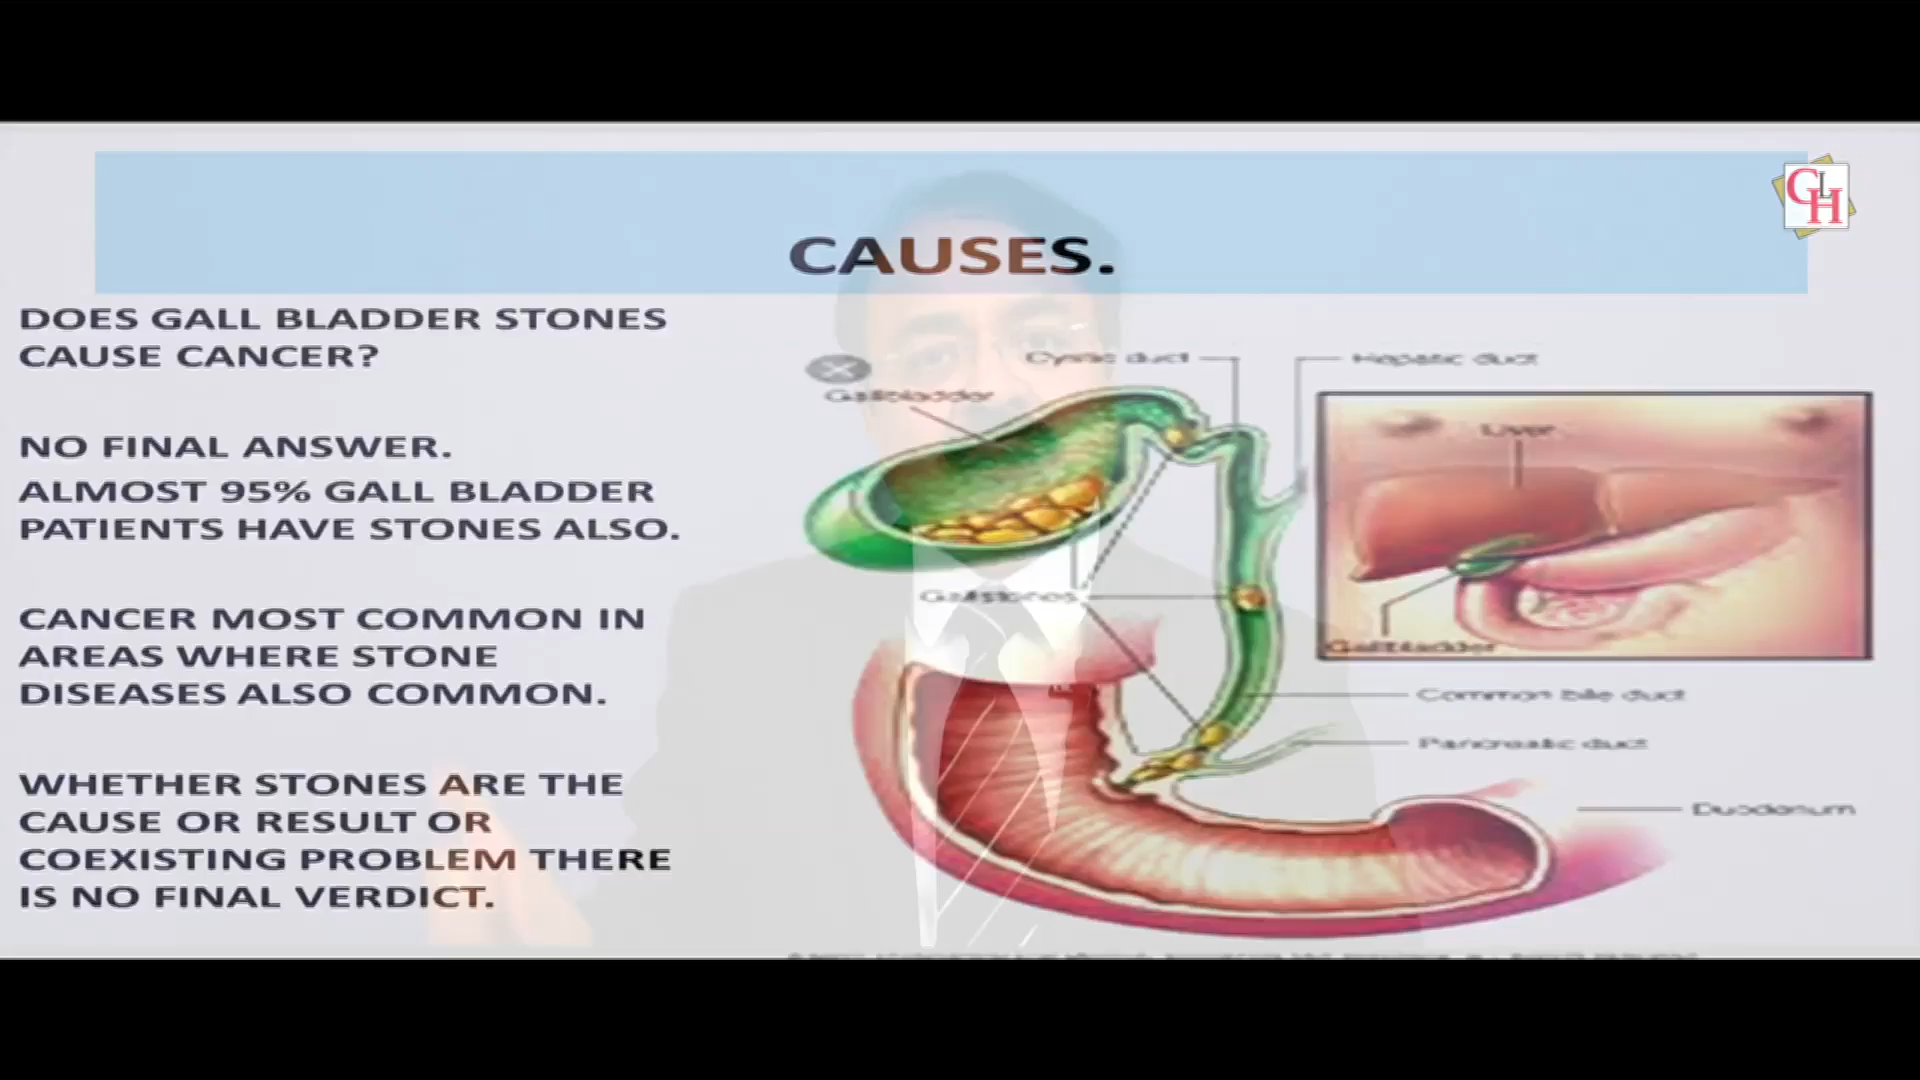 CAUSES.
GLH
DOES GALL BLADDER STONES
CAUSE CANCER?
NO FINAL ANSWER.
ALMOST 95% GALL BLADDER
PATIENTS HAVE STONES ALSO.
CANCER MOST COMMON IN
AREAS WHERE STONE
DISEASES ALSO COMMON.
WHETHER STONES ARE THE
CAUSE OR RESULT OR
COEXISTING PROBLEM THERE
IS NO FINAL VERDICT.
Cystic duct
Hepatic duct
Gallbladder
Liver
Gallstones
Gallbladder
Common bile duct
Pancreatic duct
Duodenum